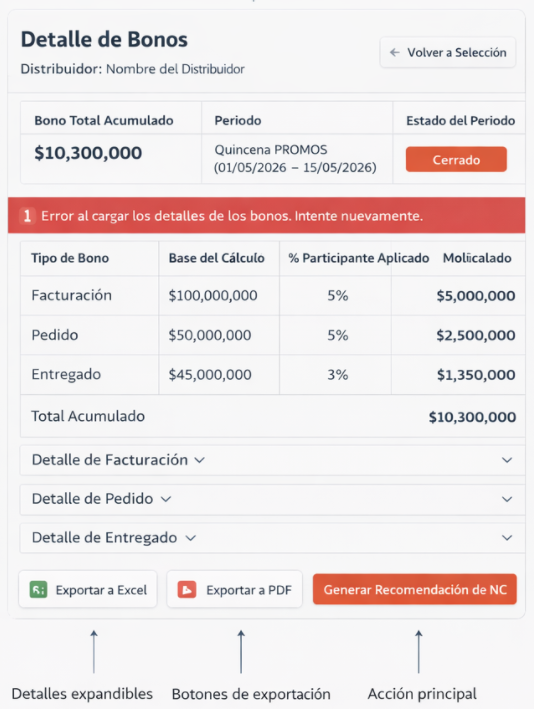 Detalle de Bonos
Distribuidor: Nombre del Distribuidor
← Volver a Selección
Bono Total Acumulado Periodo Estado del Periodo
$10,300,000 Quincena PROMOS
(01/05/2026 – 15/05/2026) Cerrado
1 Error al cargar los detalles de los bonos. Intente nuevamente.
Tipo de Bono Base del Cálculo % Participante Aplicado Molicalado
Facturación $100,000,000 5% $5,000,000
Pedido $50,000,000 5% $2,500,000
Entregado $45,000,000 3% $1,350,000
Total Acumulado $10,300,000
Detalle de Facturación
Detalle de Pedido
Detalle de Entregado
Exportar a Excel Exportar a PDF Generar Recomendación de NC
Detalles expandibles Botones de exportación Acción principal